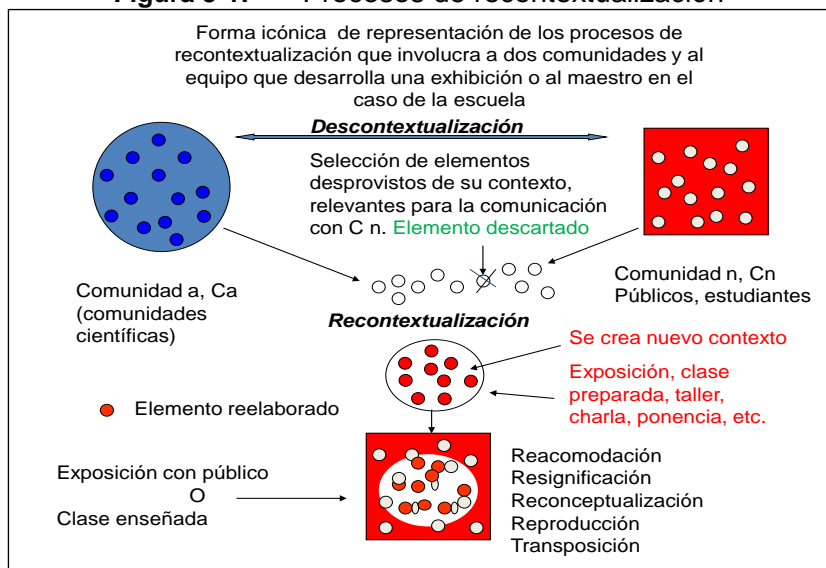 Forma icónica de representación de los procesos de
recontextualización que involucra a dos comunidades y al
equipo que desarrolla una exhibición o al maestro en el
caso de la escuela
Descontextualización
Selección de elementos
desprovistos de su contexto,
relevantes para la comunicación
con C n. Elemento descartado
Comunidad a, Ca
(comunidades
científicas)
Comunidad n, Cn
Públicos, estudiantes
Recontextualización
Se crea nuevo contexto
Exposición, clase
preparada, taller,
charla, ponencia, etc.
Elemento reelaborado
Exposición con público
O
Clase enseñada
Reacomodación
Resignificación
Reconceptualización
Reproducción
Transposición